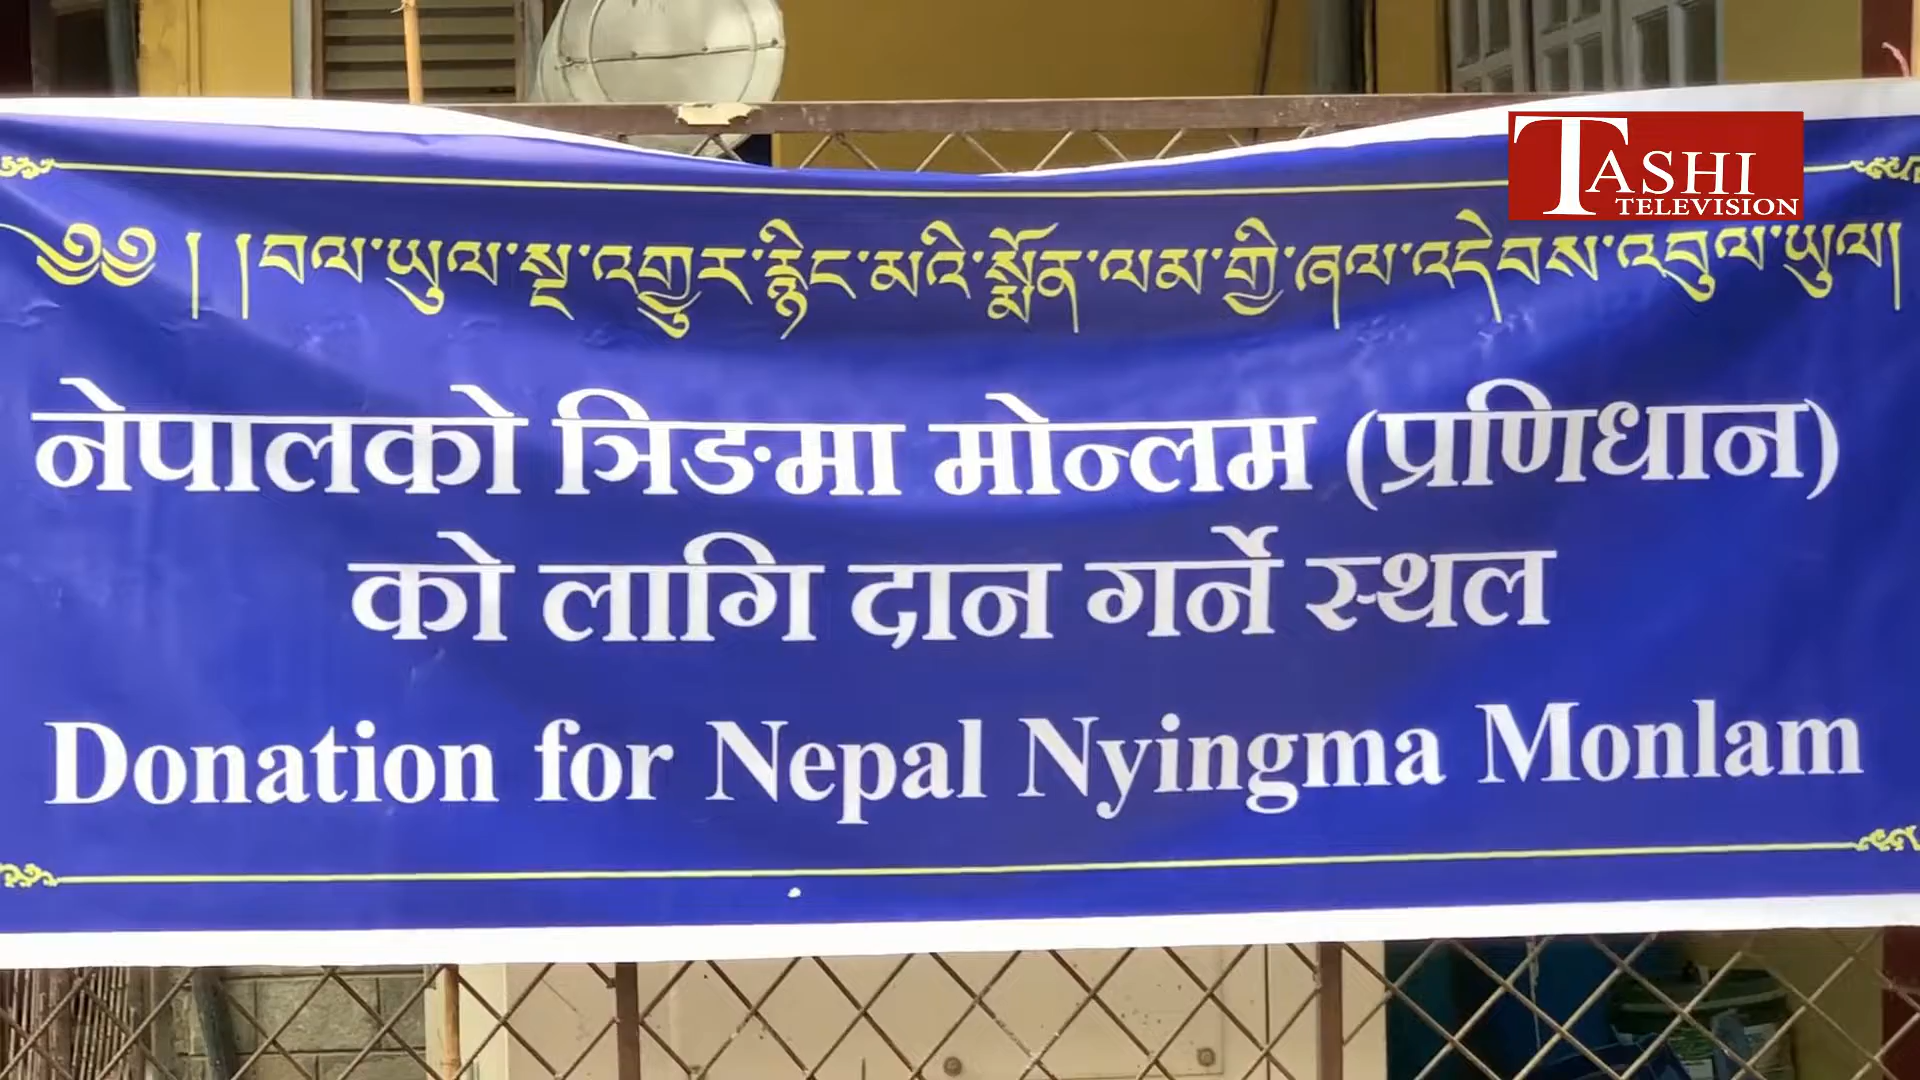 TASHI
TELEVISION
༄༅། །བལ་ཡུལ་སྔ་འགྱུར་རྙིང་མའི་སྨོན་ལམ་གྱི་ཞལ་འདེབས་འབུལ་ཡུལ།
नेपालको ञिङमा मोन्लम (प्रणिधान)
को लागि दान गर्ने स्थल
Donation for Nepal Nyingma Monlam